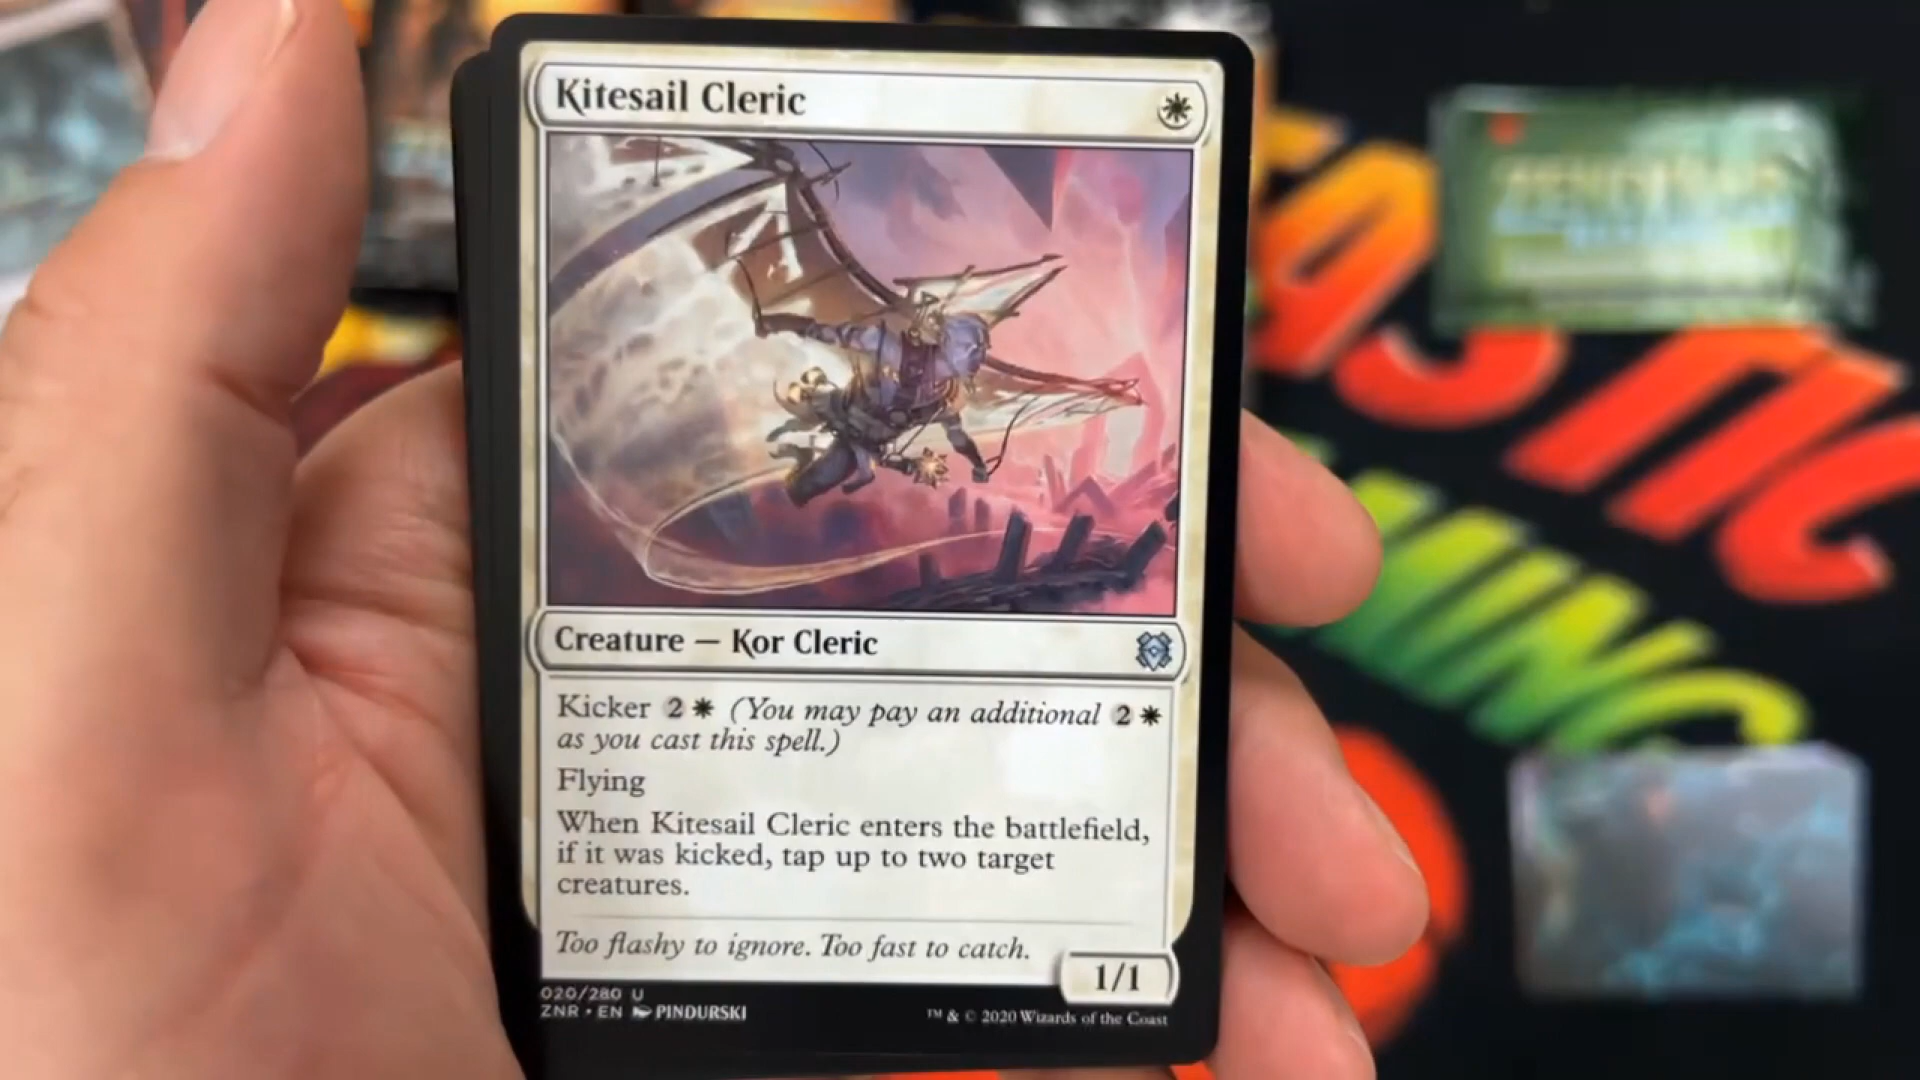 Kitesail Cleric
Creature — Kor Cleric
Kicker 2 (You may pay an additional 2
as you cast this spell.)
Flying
When Kitesail Cleric enters the battlefield,
if it was kicked, tap up to two target
creatures.
Too flashy to ignore. Too fast to catch.
1/1
020/280 U
ZNR • EN PINDURSKI
™ & © 2020 Wizards of the Coast